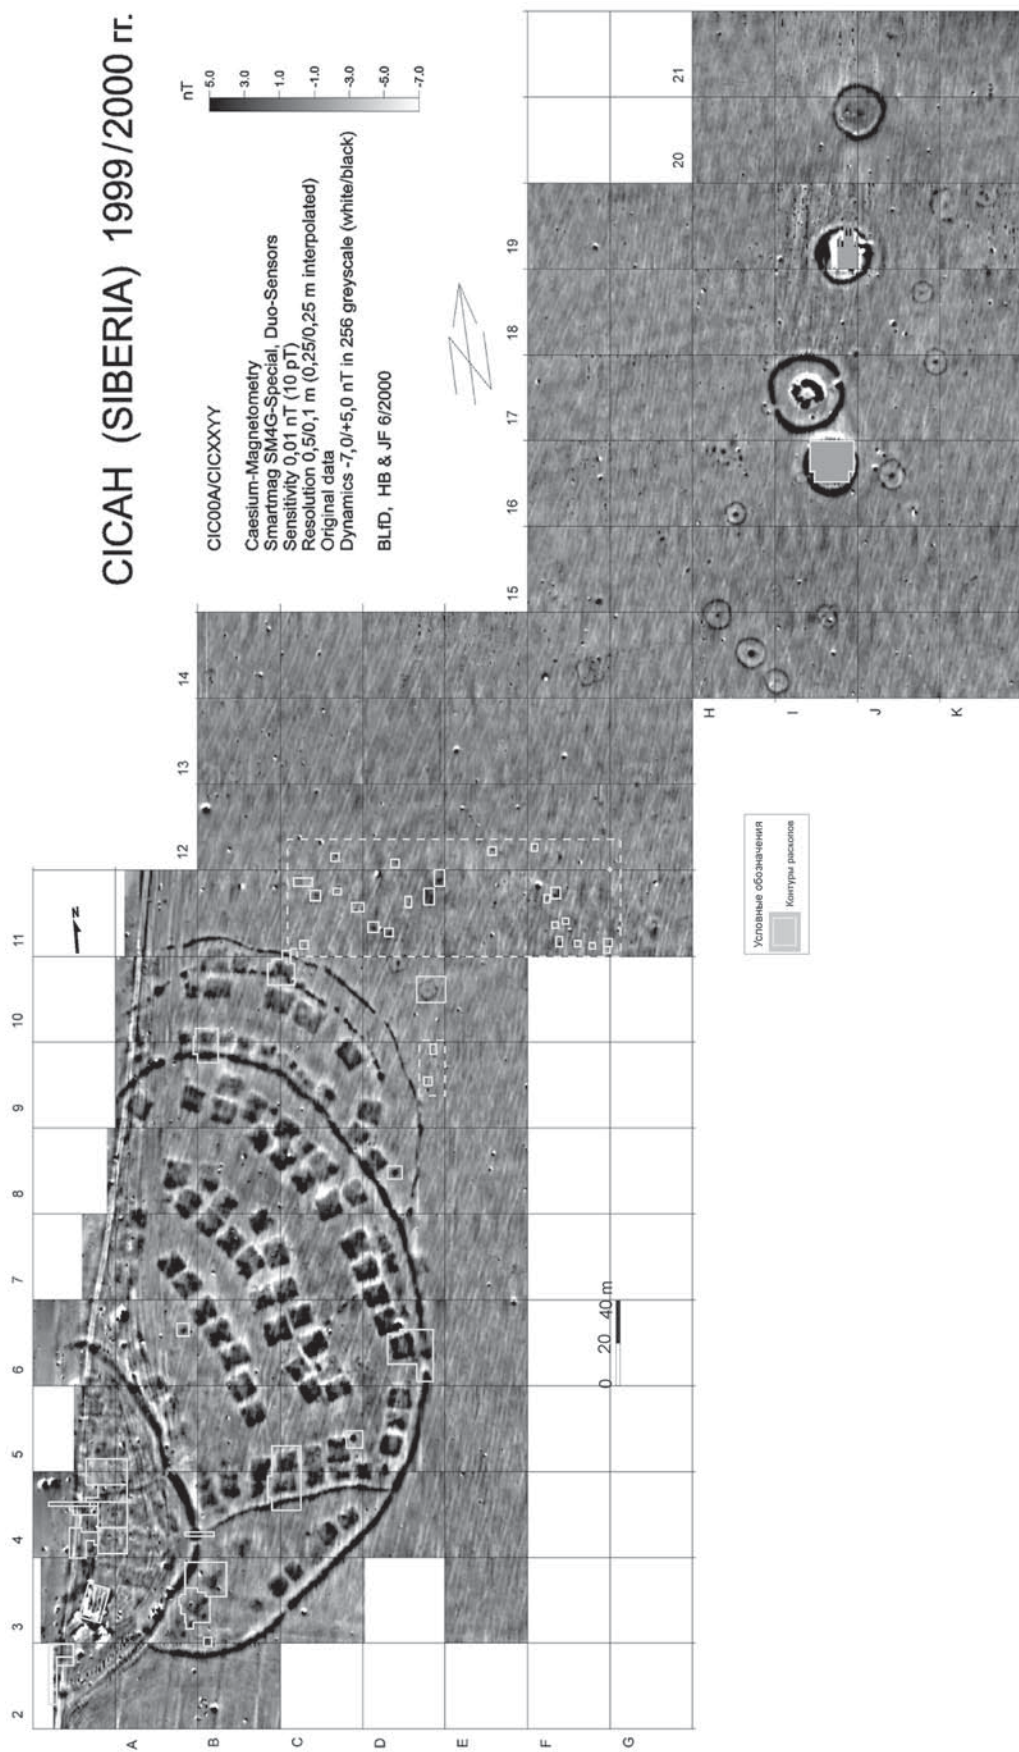 CICAH (SIBERIA) 1999/2000 гг.
nT
5.0
3.0
1.0
-1.0
-3.0
-5.0
-7.0
CIC00A/CICXXYY
Caesium-Magnetometry
Smartmag SM4G-Special, Duo-Sensors
Sensitivity 0,01 nT (10 pT)
Resolution 0,5/0,1 m (0,25/0,25 m interpolated)
Original data
Dynamics -7,0/+5,0 nT in 256 greyscale (white/black)
BLfD, HB & JF 6/2000
2 3 4 5 6 7 8 9 10 11 12 13 14 15 16 17 18 19 20 21
N
A
B
C
D
E
F
G
H
I
J
K
0 20 40 m
Условные обозначения
Контуры раскопов